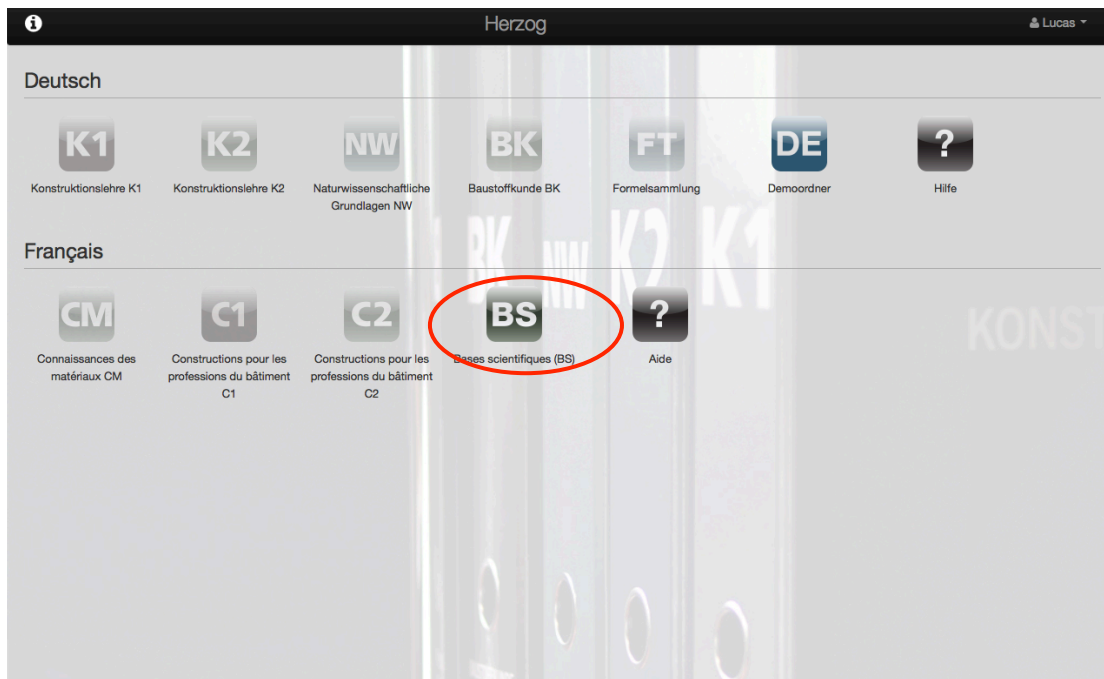 Herzog
Lucas
Deutsch
K1 K2 NW BK FT DE ?
Konstruktionslehre K1 Konstruktionslehre K2 Naturwissenschaftliche Baustoffkunde BK Formelsammlung Demoordner Hilfe
Grundlagen NW
Français
BK NW K2 K1
CM C1 C2 BS ?
KONST
Connaissances des Constructions pour les Constructions pour les Bases scientifiques (BS) Aide
matériaux CM professions du bâtiment professions du bâtiment
C1 C2